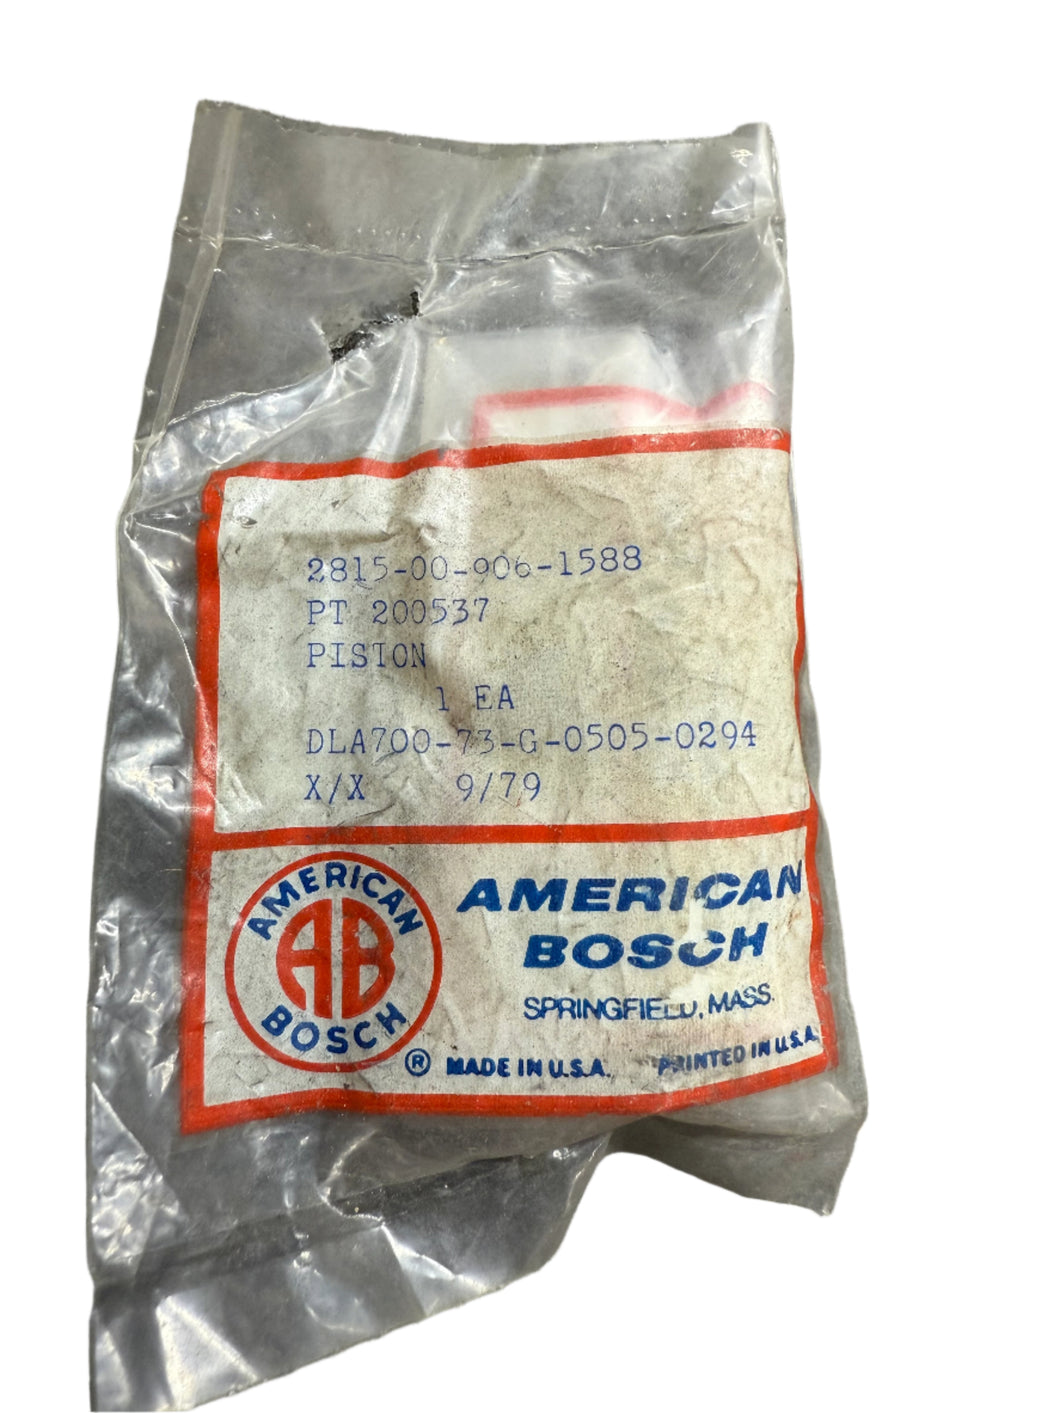 2815-00-906-1588
PT 200537
PISTON
1 EA
DLA700-73-G-0505-0294
X/X 9/79
AMERICAN
AB
BOSCH
AMERICAN
BOSCH
SPRINGFIELD, MASS.
® MADE IN U.S.A. PRINTED IN U.S.A.